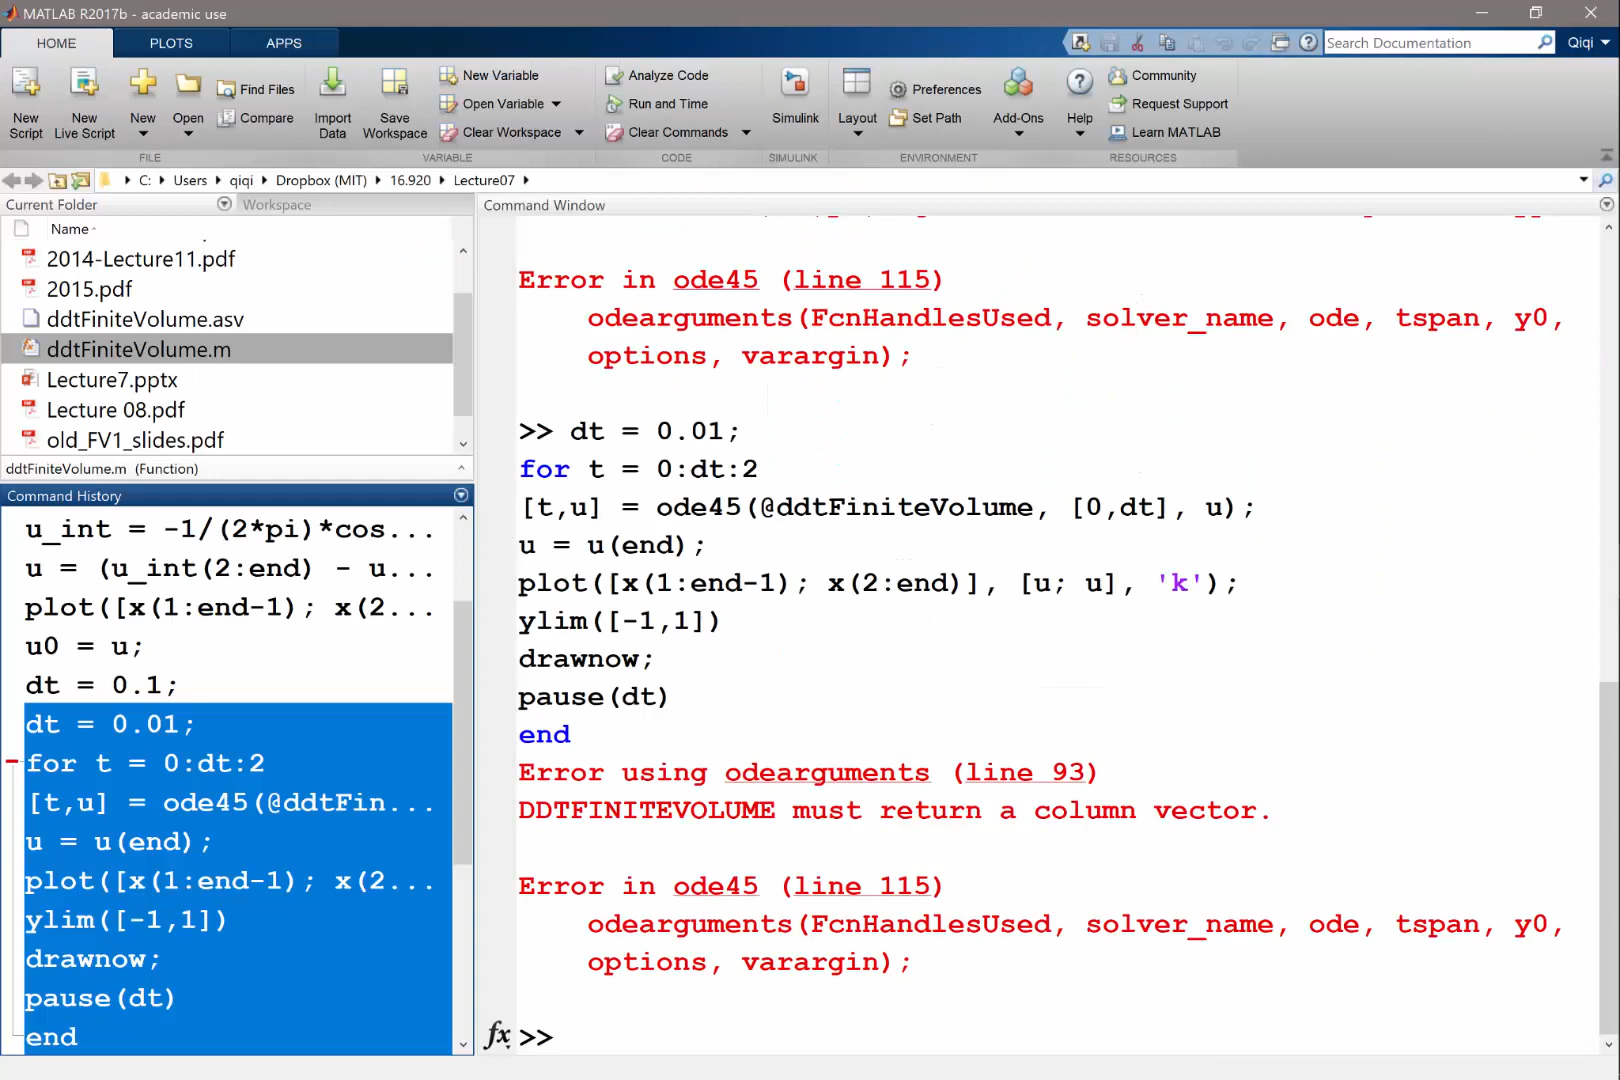 MATLAB R2017b - academic use
HOME PLOTS APPS
Search Documentation
Qiqi
New Script
New Live Script
New
Open
Find Files
Compare
Import Data
Save Workspace
New Variable
Open Variable
Clear Workspace
Analyze Code
Run and Time
Clear Commands
Simulink
Layout
Preferences
Set Path
Add-Ons
Help
Community
Request Support
Learn MATLAB
FILE VARIABLE CODE SIMULINK ENVIRONMENT RESOURCES
C: Users qiqi Dropbox (MIT) 16.920 Lecture07
Current Folder
Workspace
Name
2014-Lecture11.pdf
2015.pdf
ddtFiniteVolume.asv
ddtFiniteVolume.m
Lecture7.pptx
Lecture 08.pdf
old_FV1_slides.pdf
ddtFiniteVolume.m (Function)
Command History
u_int = -1/(2*pi)*cos...
u = (u_int(2:end) - u...
plot([x(1:end-1); x(2...
u0 = u;
dt = 0.1;
dt = 0.01;
for t = 0:dt:2
[t,u] = ode45(@ddtFin...
u = u(end);
plot([x(1:end-1); x(2...
ylim([-1,1])
drawnow;
pause(dt)
end
Command Window
Error in ode45 (line 115)
odearguments(FcnHandlesUsed, solver_name, ode, tspan, y0,
options, varargin);
>> dt = 0.01;
for t = 0:dt:2
[t,u] = ode45(@ddtFiniteVolume, [0,dt], u);
u = u(end);
plot([x(1:end-1); x(2:end)], [u; u], 'k');
ylim([-1,1])
drawnow;
pause(dt)
end
Error using odearguments (line 93)
DDTFINITEVOLUME must return a column vector.
Error in ode45 (line 115)
odearguments(FcnHandlesUsed, solver_name, ode, tspan, y0,
options, varargin);
fx >>